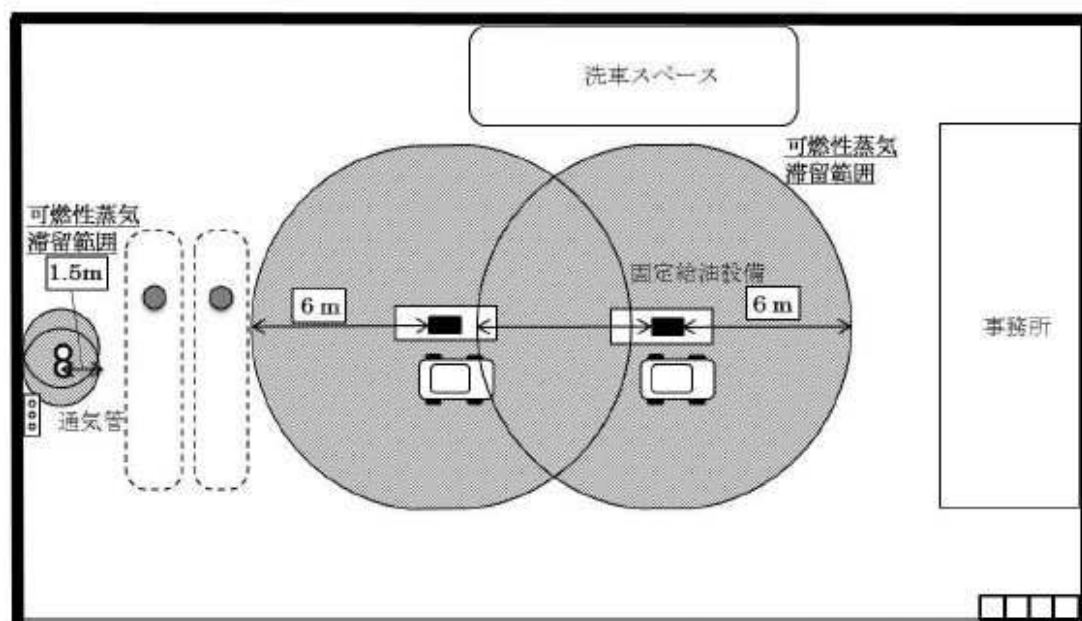 洗車スペース
可燃性蒸気
滞留範囲
可燃性蒸気
滞留範囲
1.5m
固定給油設備
6 m
6 m
事務所
通気管